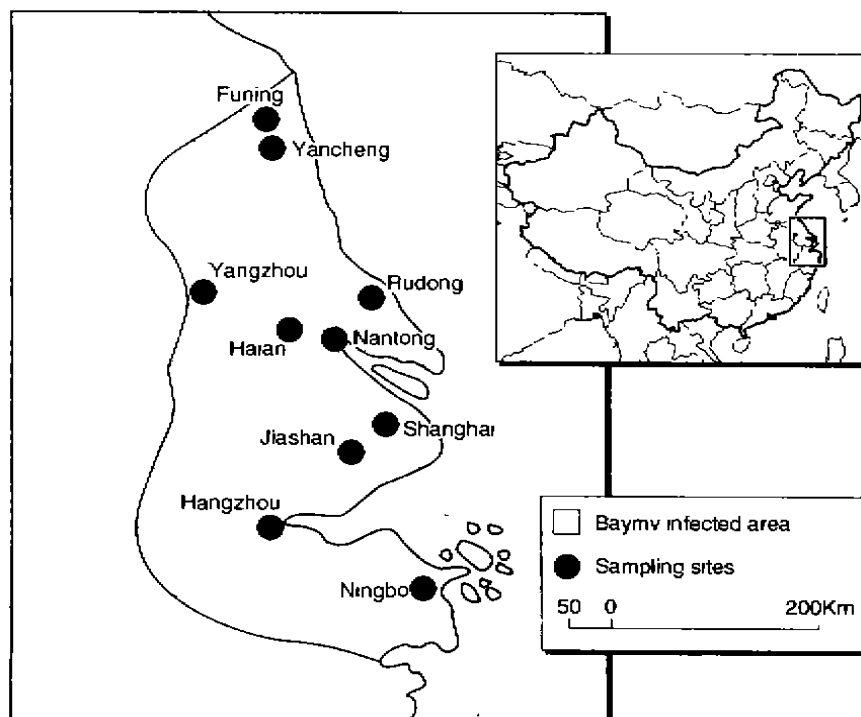 Funing
Yancheng
Yangzhou
Rudong
Haian
Nantong
Shanghai
Jiashan
Hangzhou
Ningbo
Baymv infected area
Sampling sites
50 0 200Km